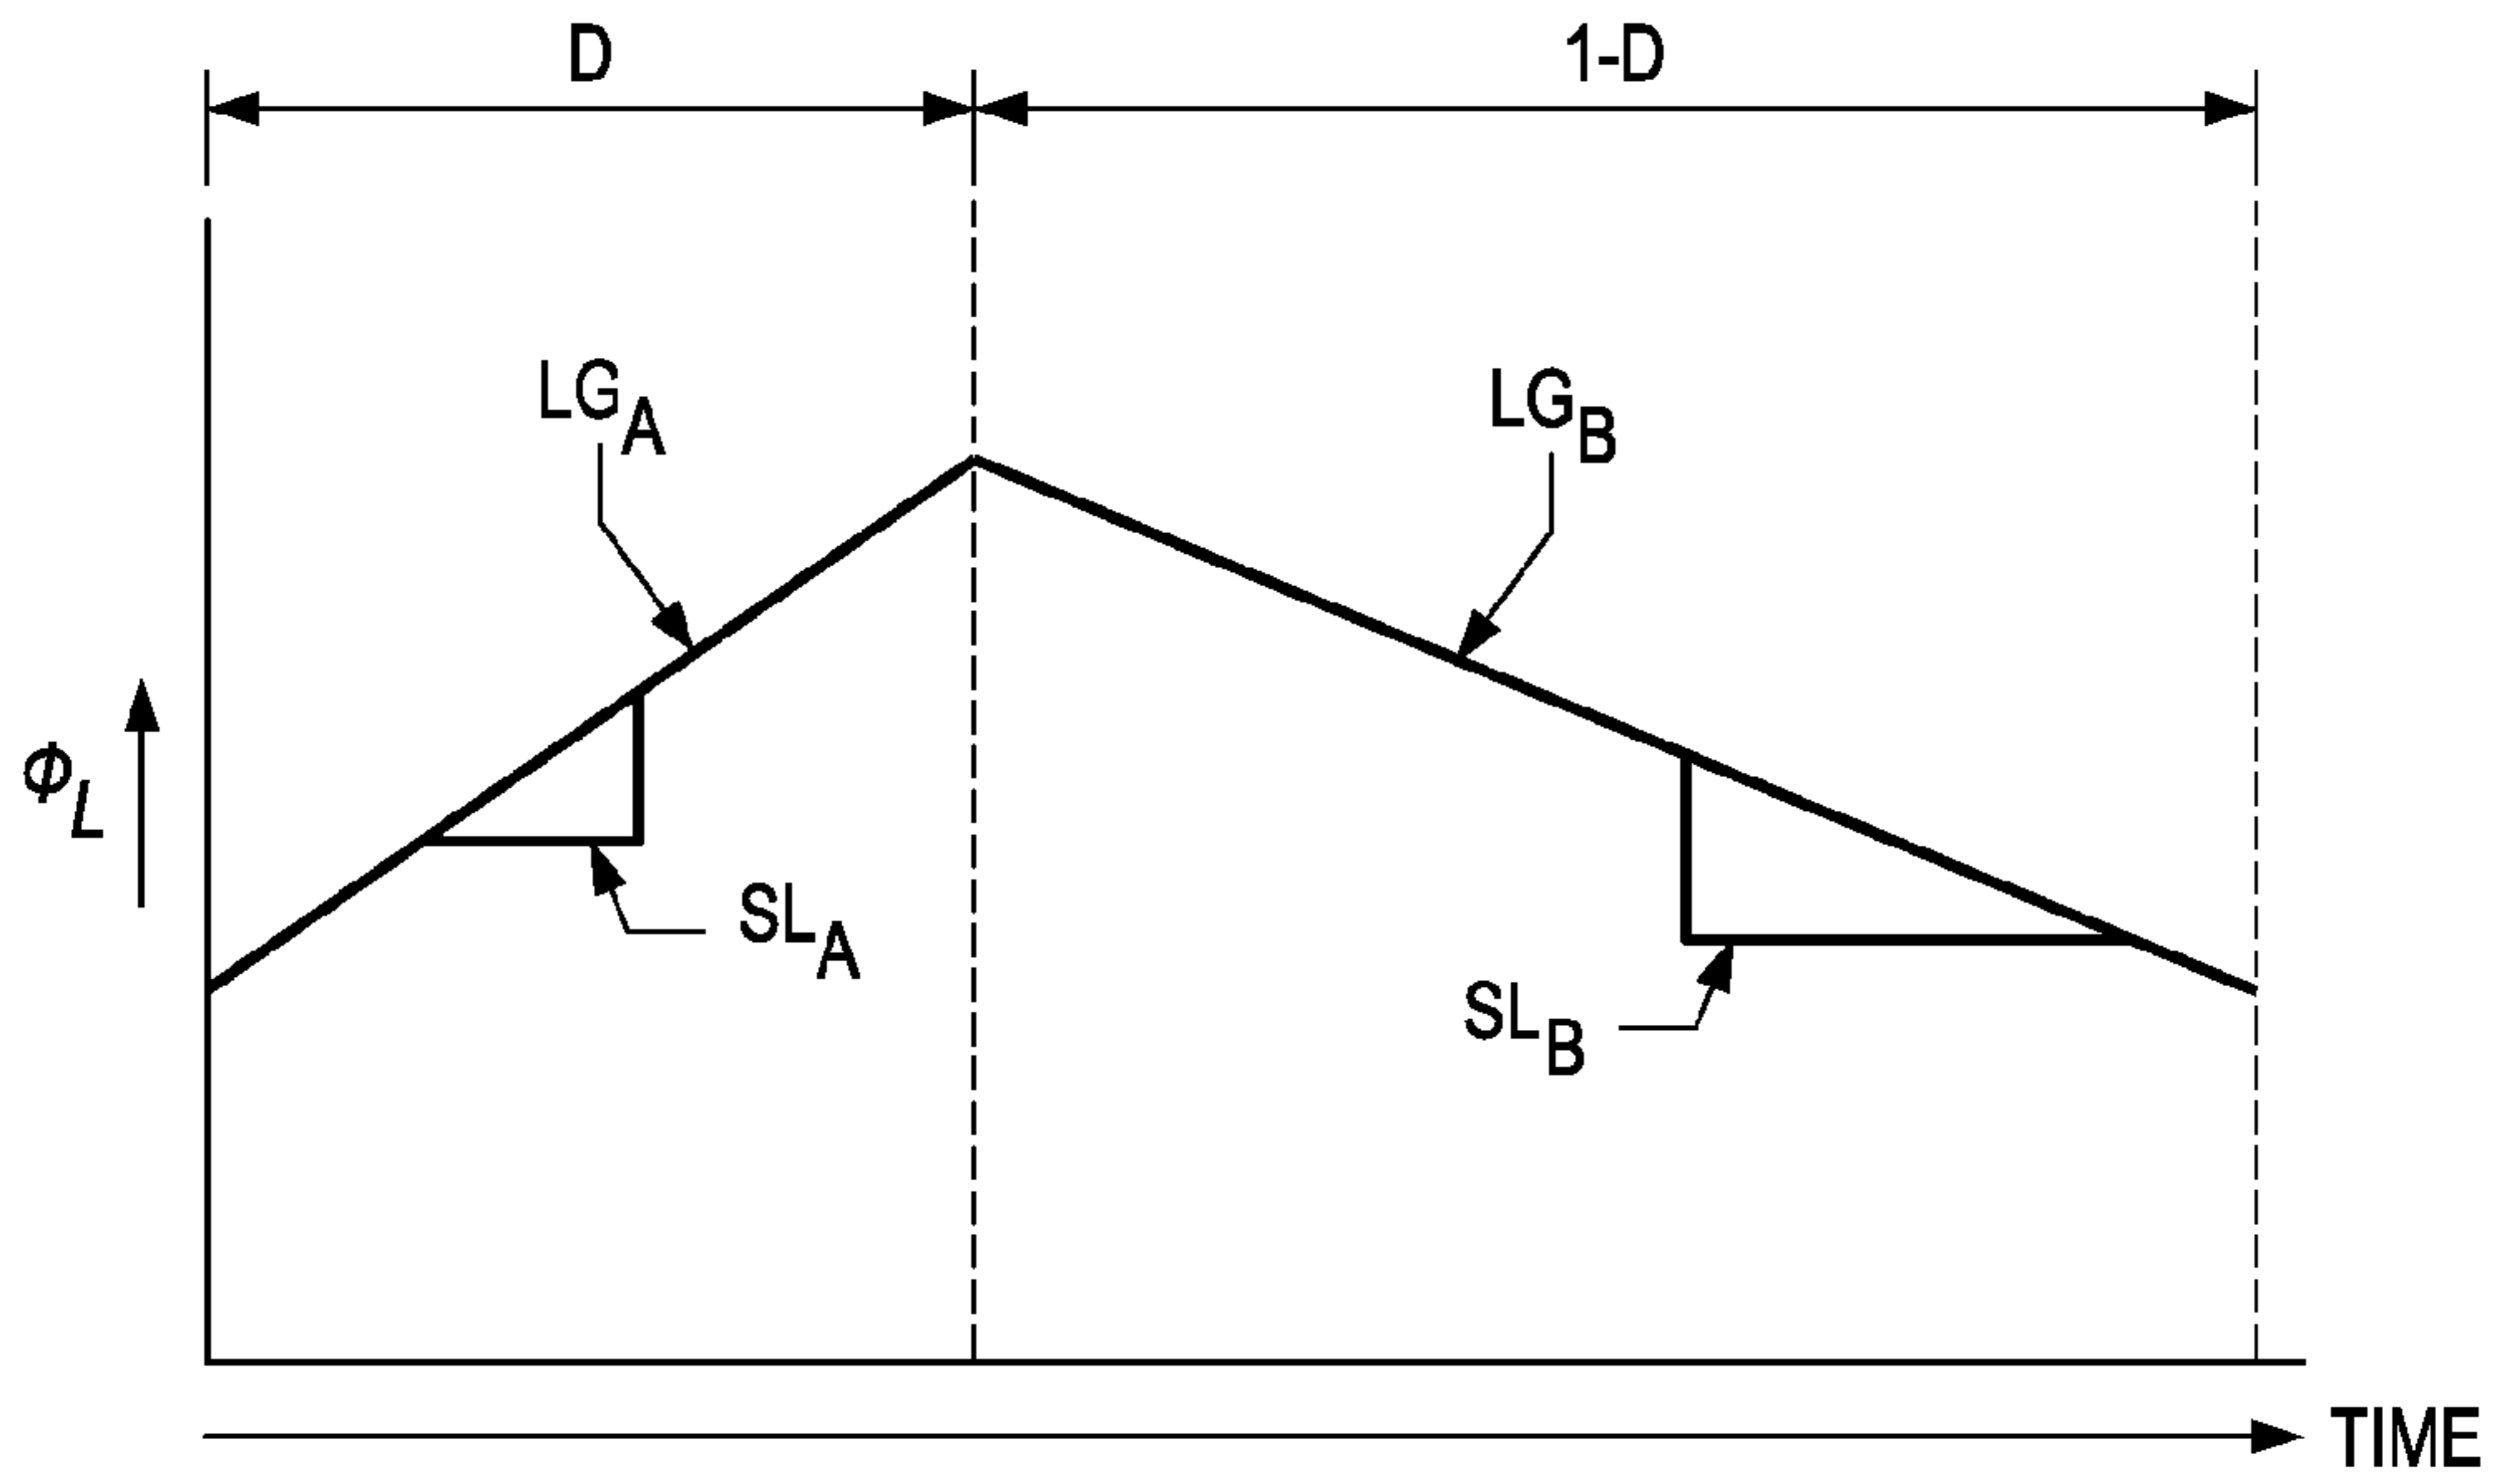 D
1-D
LG_A
LG_B
ϕ_L
SL_A
SL_B
TIME